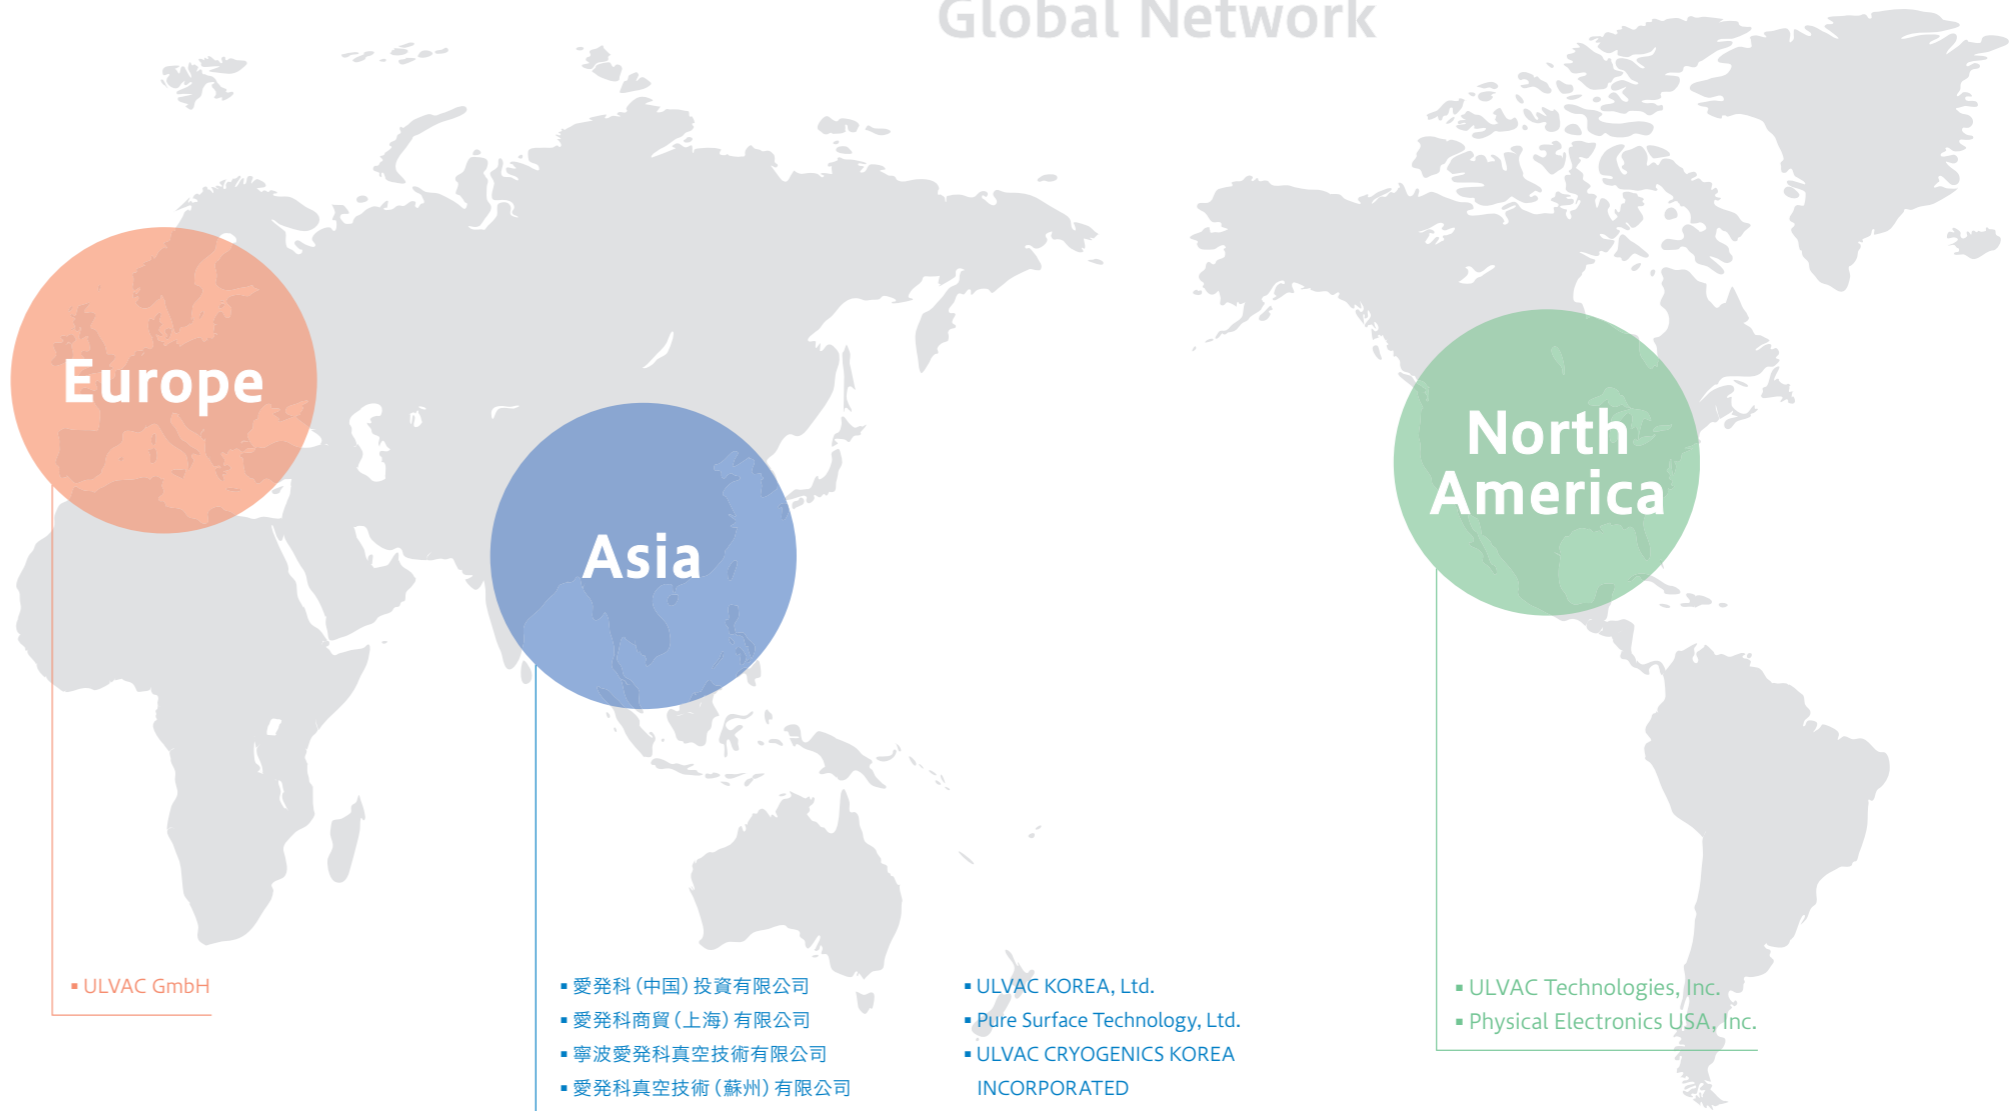 Global Network
Europe
Asia
North
America
▪ ULVAC GmbH
▪ 愛発科(中国)投資有限公司
▪ 愛発科商貿(上海)有限公司
▪ 寧波愛発科真空技術有限公司
▪ 愛発科真空技術(蘇州)有限公司
▪ ULVAC KOREA, Ltd.
▪ Pure Surface Technology, Ltd.
▪ ULVAC CRYOGENICS KOREA
INCORPORATED
▪ ULVAC Technologies, Inc.
▪ Physical Electronics USA, Inc.